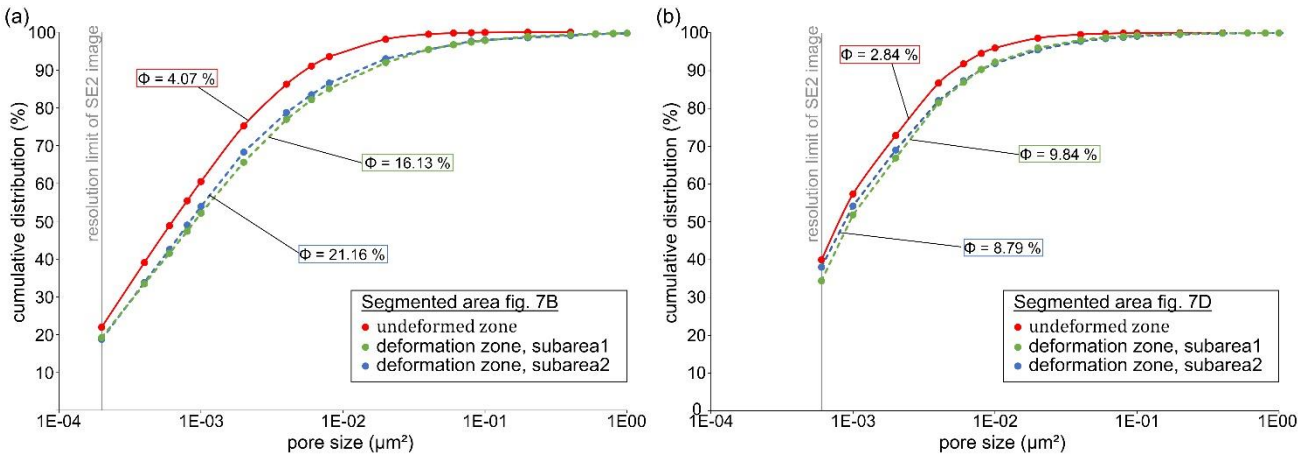 (a)
cumulative distribution (%)
100
90
80
70
60
50
40
30
20
10
resolution limit of SE2 image
Φ = 4.07 %
Φ = 16.13 %
Φ = 21.16 %
Segmented area fig. 7B
undeformed zone
deformation zone, subarea1
deformation zone, subarea2
1E-04 1E-03 1E-02 1E-01 1E00
pore size (µm²)
(b)
cumulative distribution (%)
100
90
80
70
60
50
40
30
20
10
0
resolution limit of SE2 image
Φ = 2.84 %
Φ = 9.84 %
Φ = 8.79 %
Segmented area fig. 7D
undeformed zone
deformation zone, subarea1
deformation zone, subarea2
1E-04 1E-03 1E-02 1E-01 1E00
pore size (µm²)